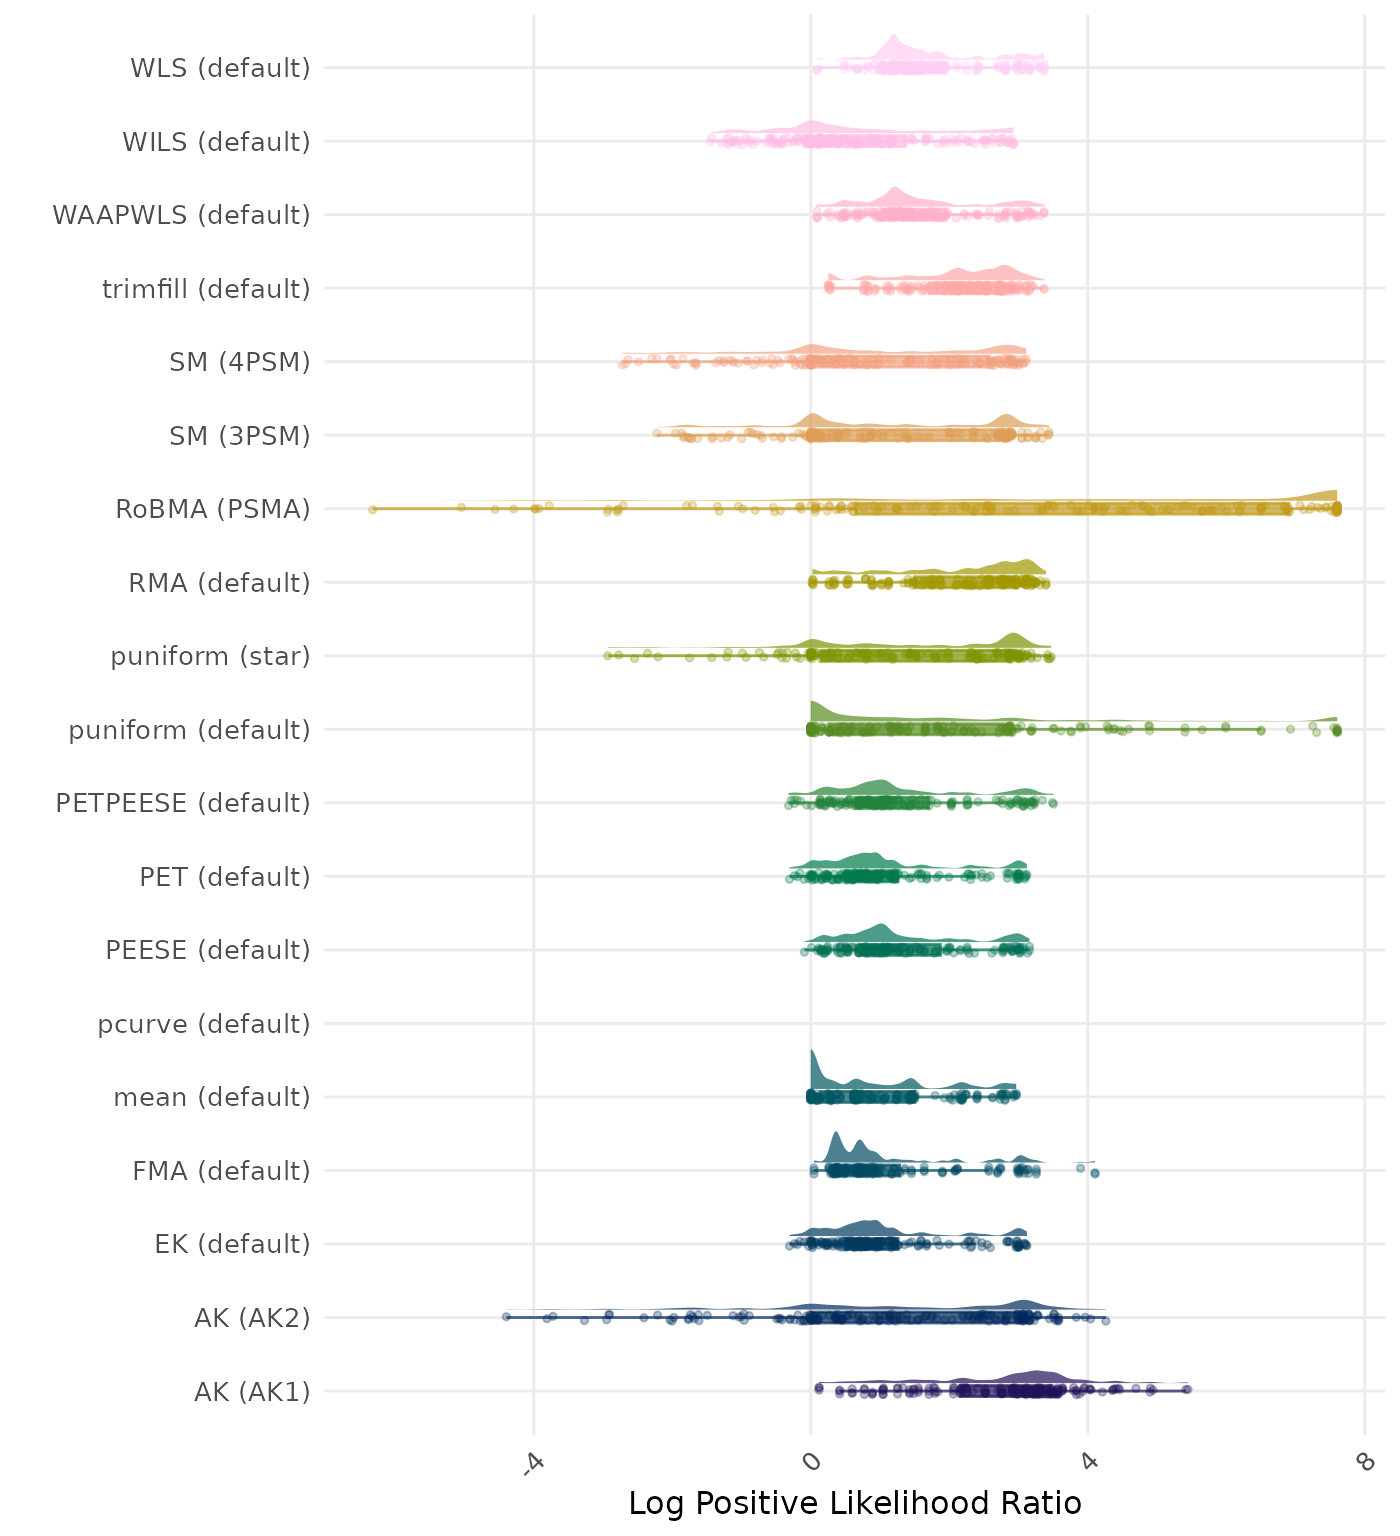 WLS (default)
WILS (default)
WAAPWLS (default)
trimfill (default)
SM (4PSM)
SM (3PSM)
RoBMA (PSMA)
RMA (default)
puniform (star)
puniform (default)
PETPEESE (default)
PET (default)
PEESE (default)
pcurve (default)
mean (default)
FMA (default)
EK (default)
AK (AK2)
AK (AK1)
-4 0 4 8
Log Positive Likelihood Ratio